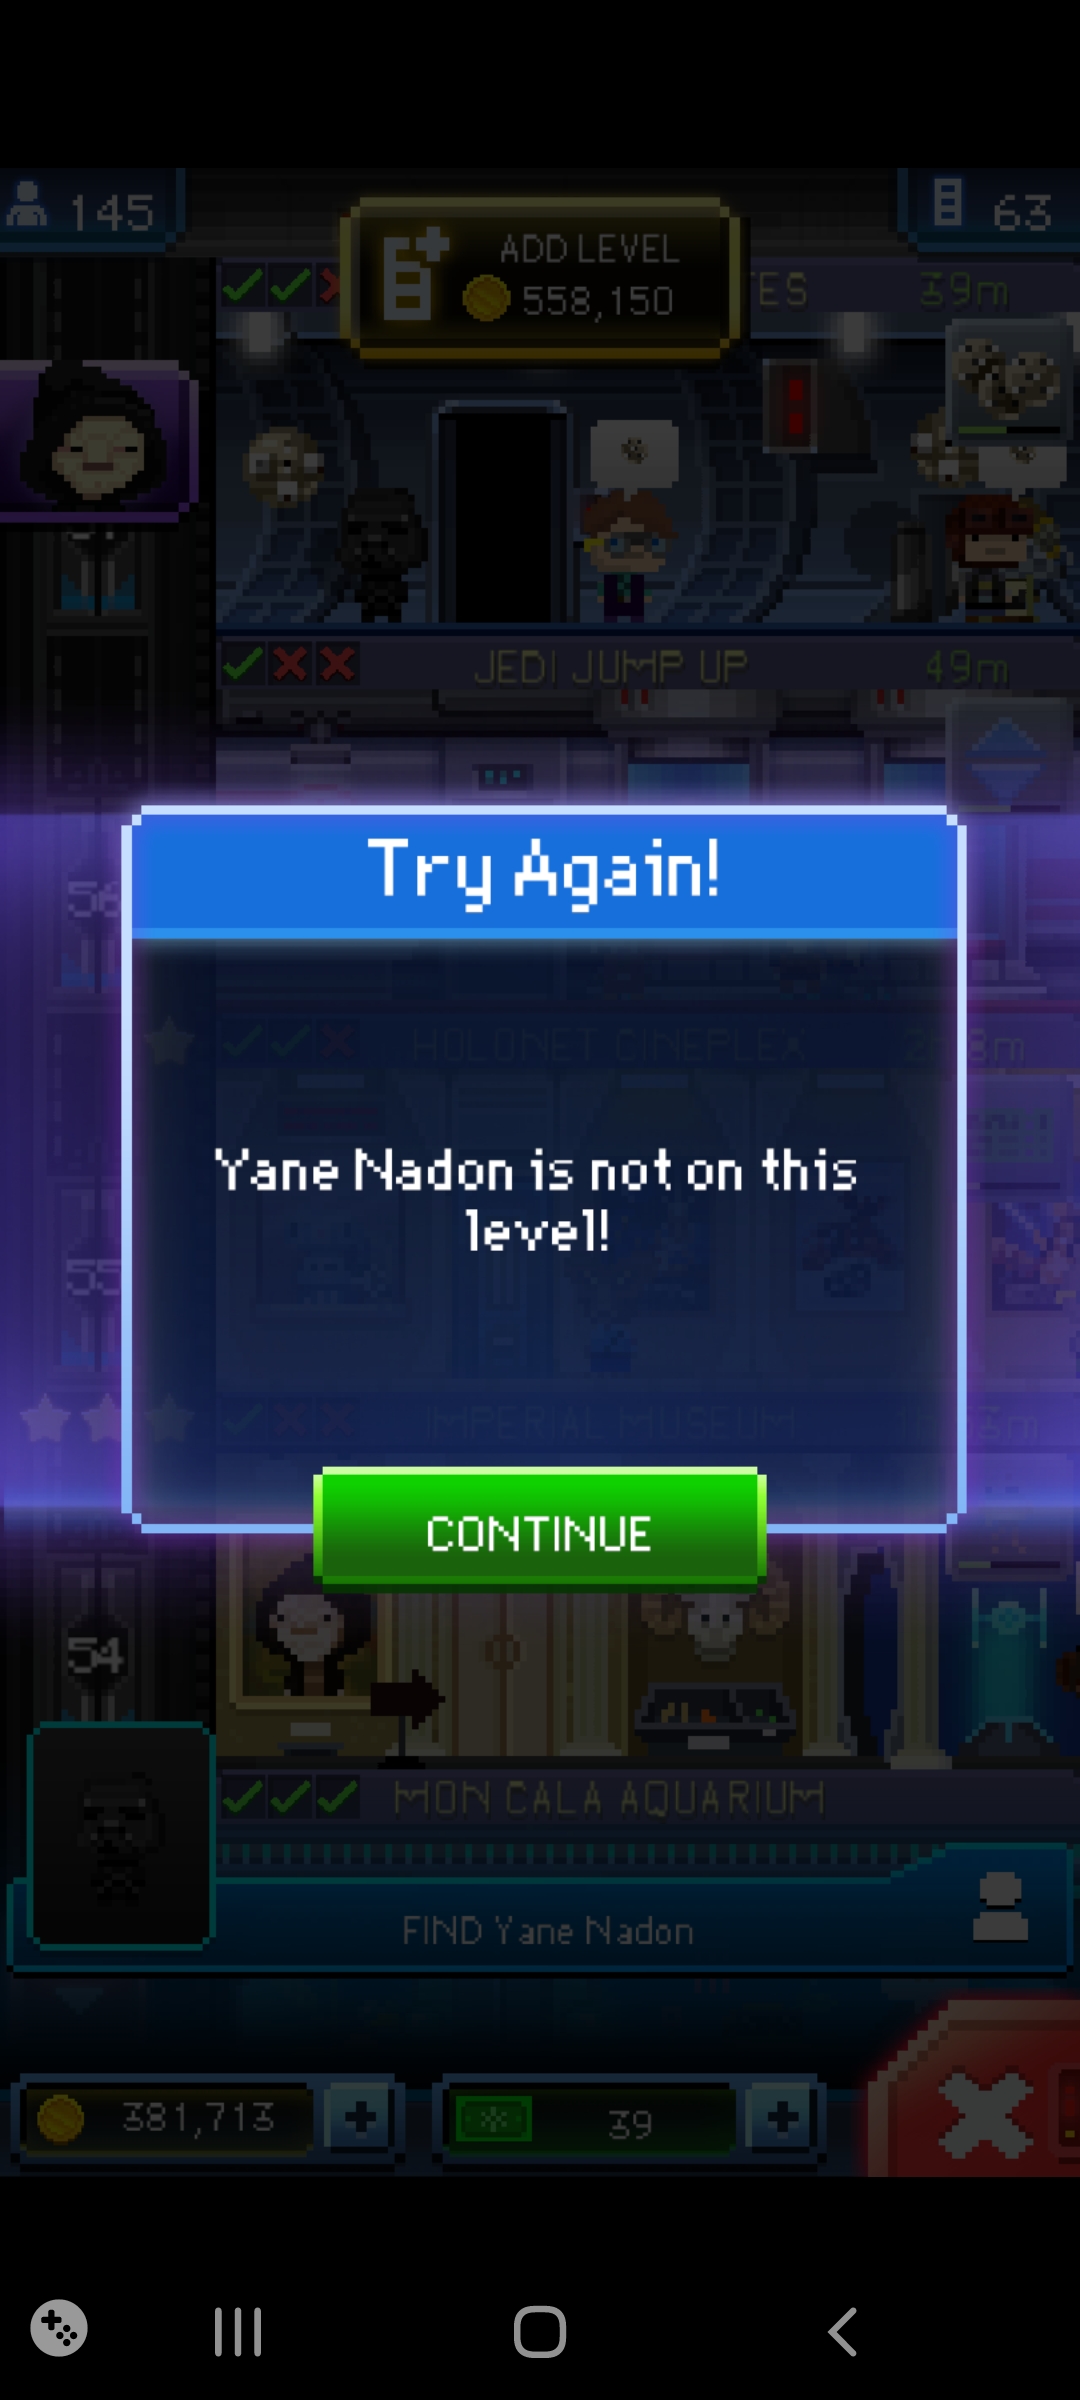 145
ADD LEVEL
558,150
63
TES
39m
JEDI JUMP UP
49m
Try Again!
56
HOLONET CINEPLEX
Yane Nadon is not on this
level!
55
IMPERIAL MUSEUM
CONTINUE
54
MON CALA AQUARIUM
FIND Yane Nadon
381,713
39